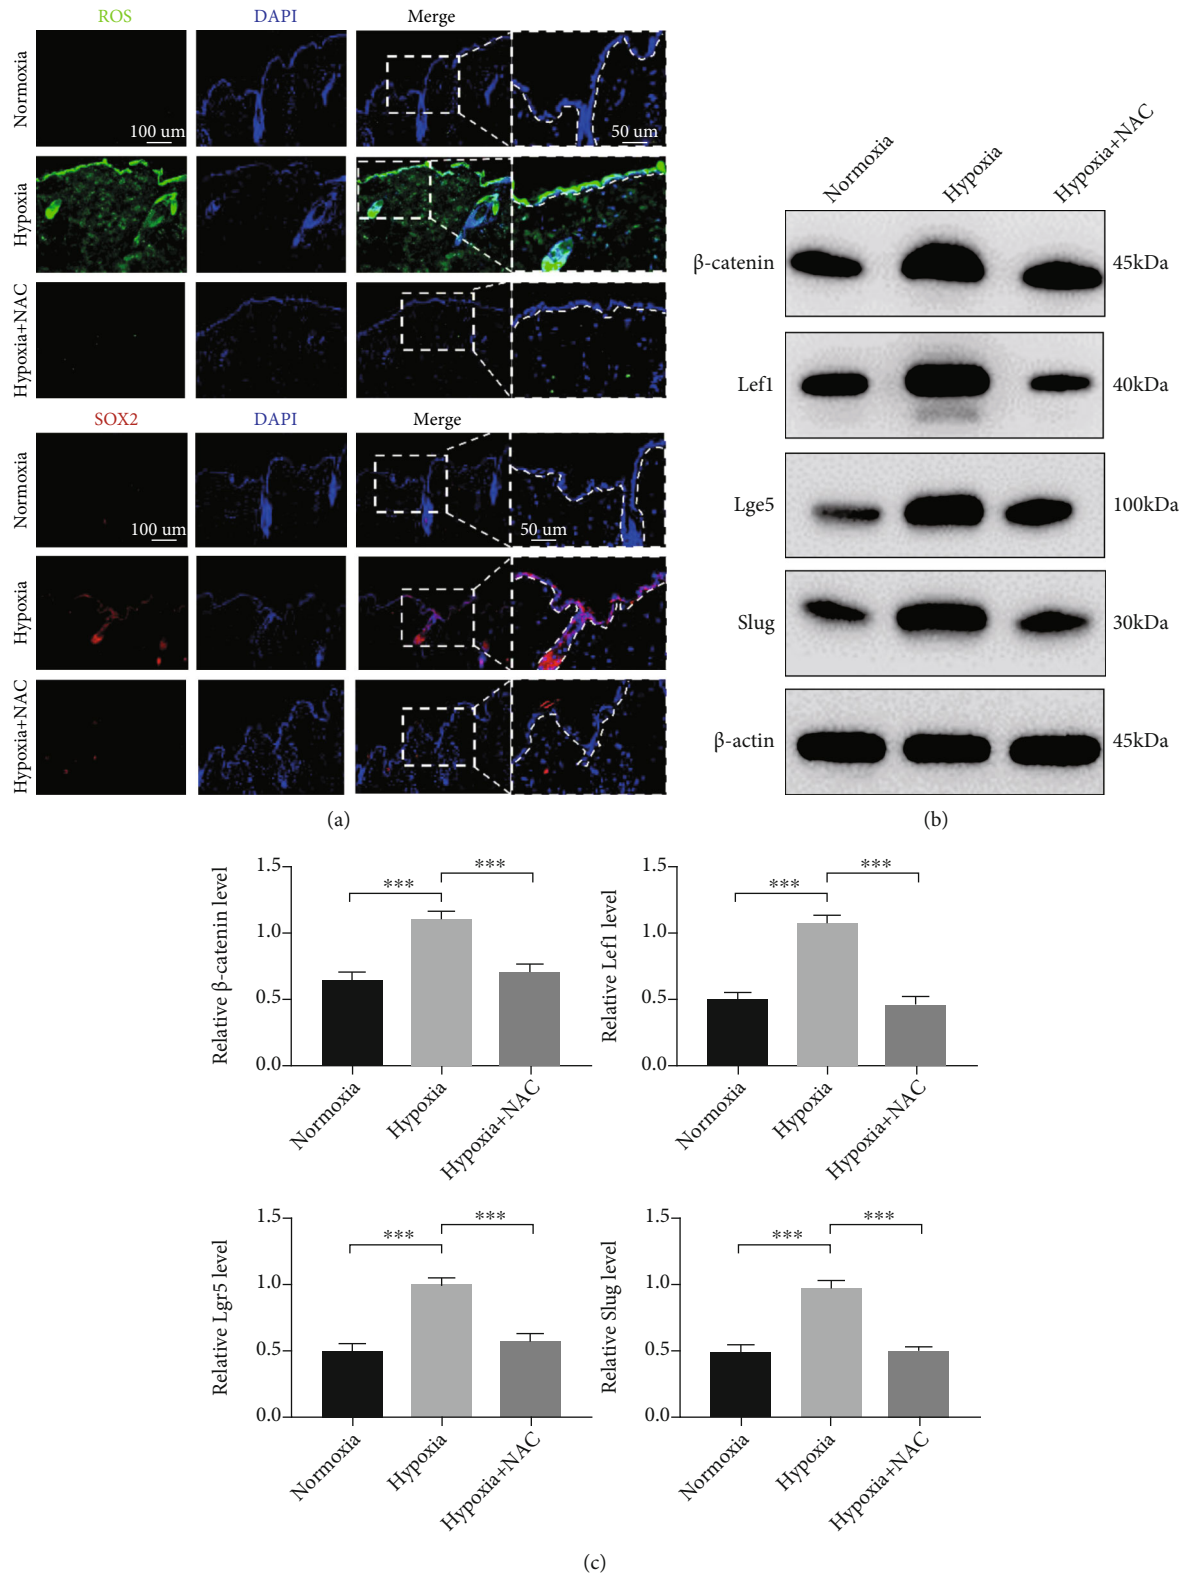 ROS DAPI Merge
Normoxia
100 um
50 um
Hypoxia
Hypoxia+NAC
SOX2 DAPI Merge
Normoxia
100 um
50 um
Hypoxia
Hypoxia+NAC
(a)
Normoxia Hypoxia Hypoxia+NAC
β-catenin 45kDa
Lef1 40kDa
Lge5 100kDa
Slug 30kDa
β-actin 45kDa
(b)
Relative β-catenin level
1.5
1.0
0.5
0.0
*** ***
Normoxia Hypoxia Hypoxia+NAC
Relative Lef1 level
1.5
1.0
0.5
0.0
*** ***
Normoxia Hypoxia Hypoxia+NAC
Relative Lgr5 level
1.5
1.0
0.5
0.0
*** ***
Normoxia Hypoxia Hypoxia+NAC
Relative Slug level
1.5
1.0
0.5
0.0
*** ***
Normoxia Hypoxia Hypoxia+NAC
(c)